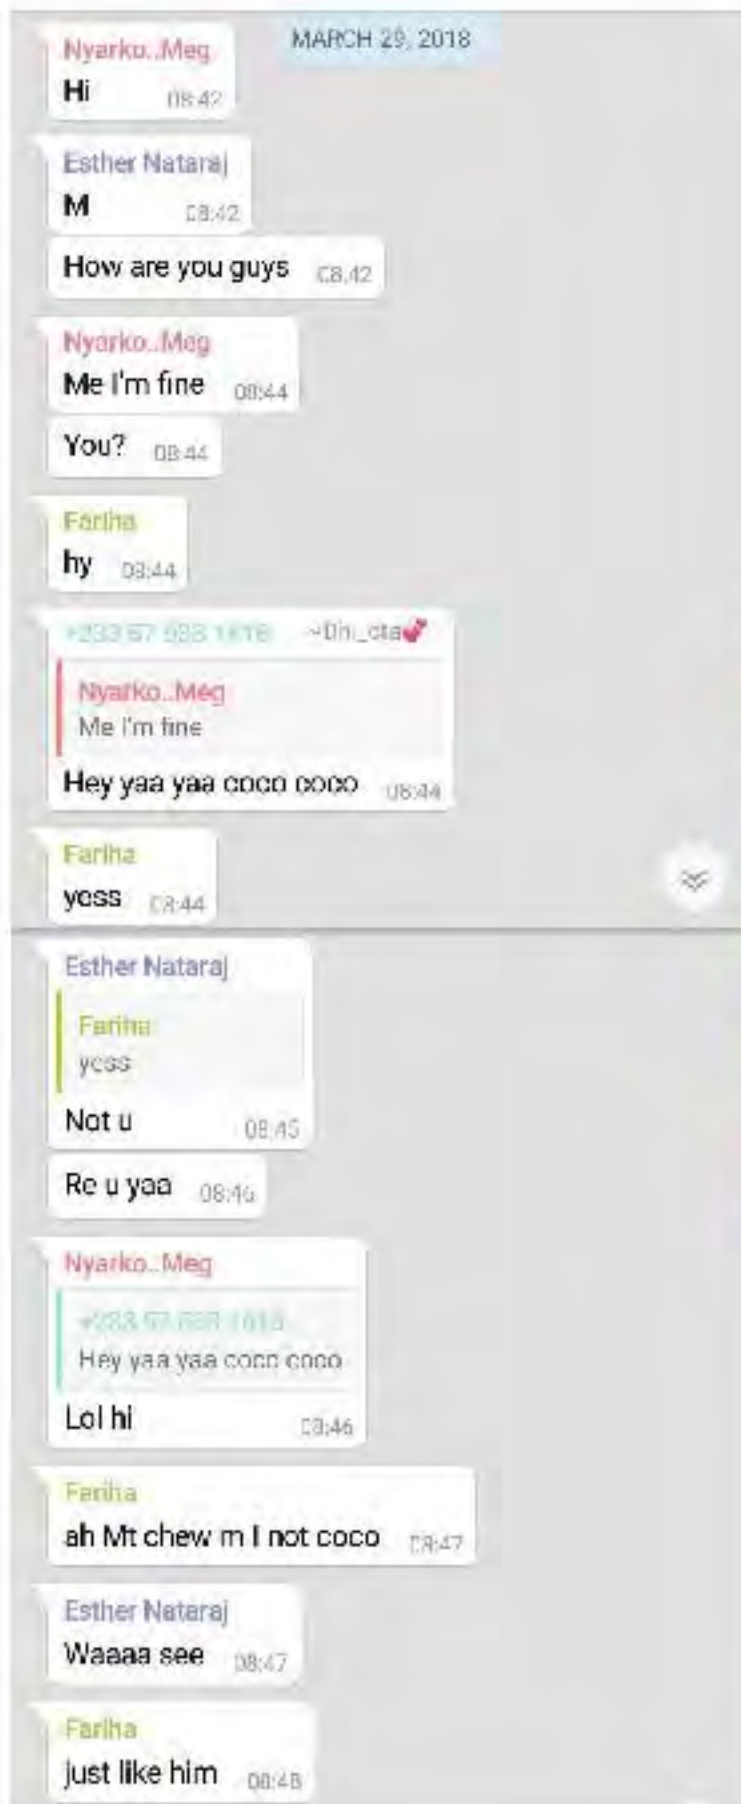 MARCH 29, 2018
Nyarko..Meg
Hi 08:42
Esther Nataraj
M 08:42
How are you guys 08:42
Nyarko..Meg
Me I'm fine 08:44
You? 08:44
Fariha
hy 08:44
Nyarko..Meg
Me I'm fine
Hey yaa yaa coco coco 08:44
Fariha
yess 08:44
Esther Nataraj
Fariha
yess
Not u 08:45
Re u yaa 08:46
Nyarko..Meg
Hey yaa yaa coco coco
Lol hi 08:46
Fariha
ah Mt chew m I not coco 08:47
Esther Nataraj
Waaaa see 08:47
Fariha
just like him 08:48